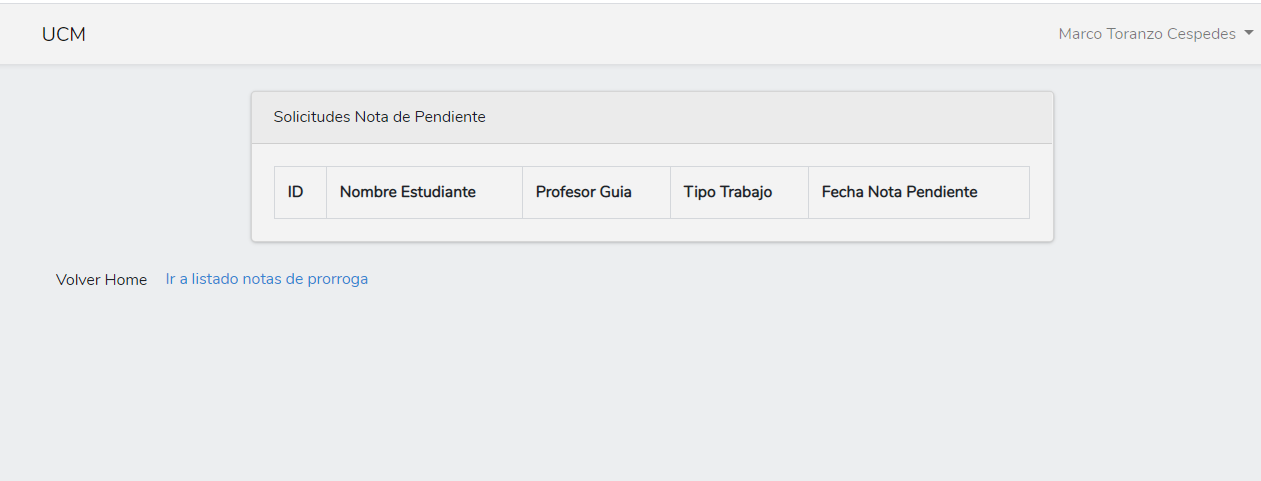 UCM
Marco Toranzo Cespedes
Solicitudes Nota de Pendiente
ID Nombre Estudiante Profesor Guia Tipo Trabajo Fecha Nota Pendiente
Volver Home Ir a listado notas de prorroga